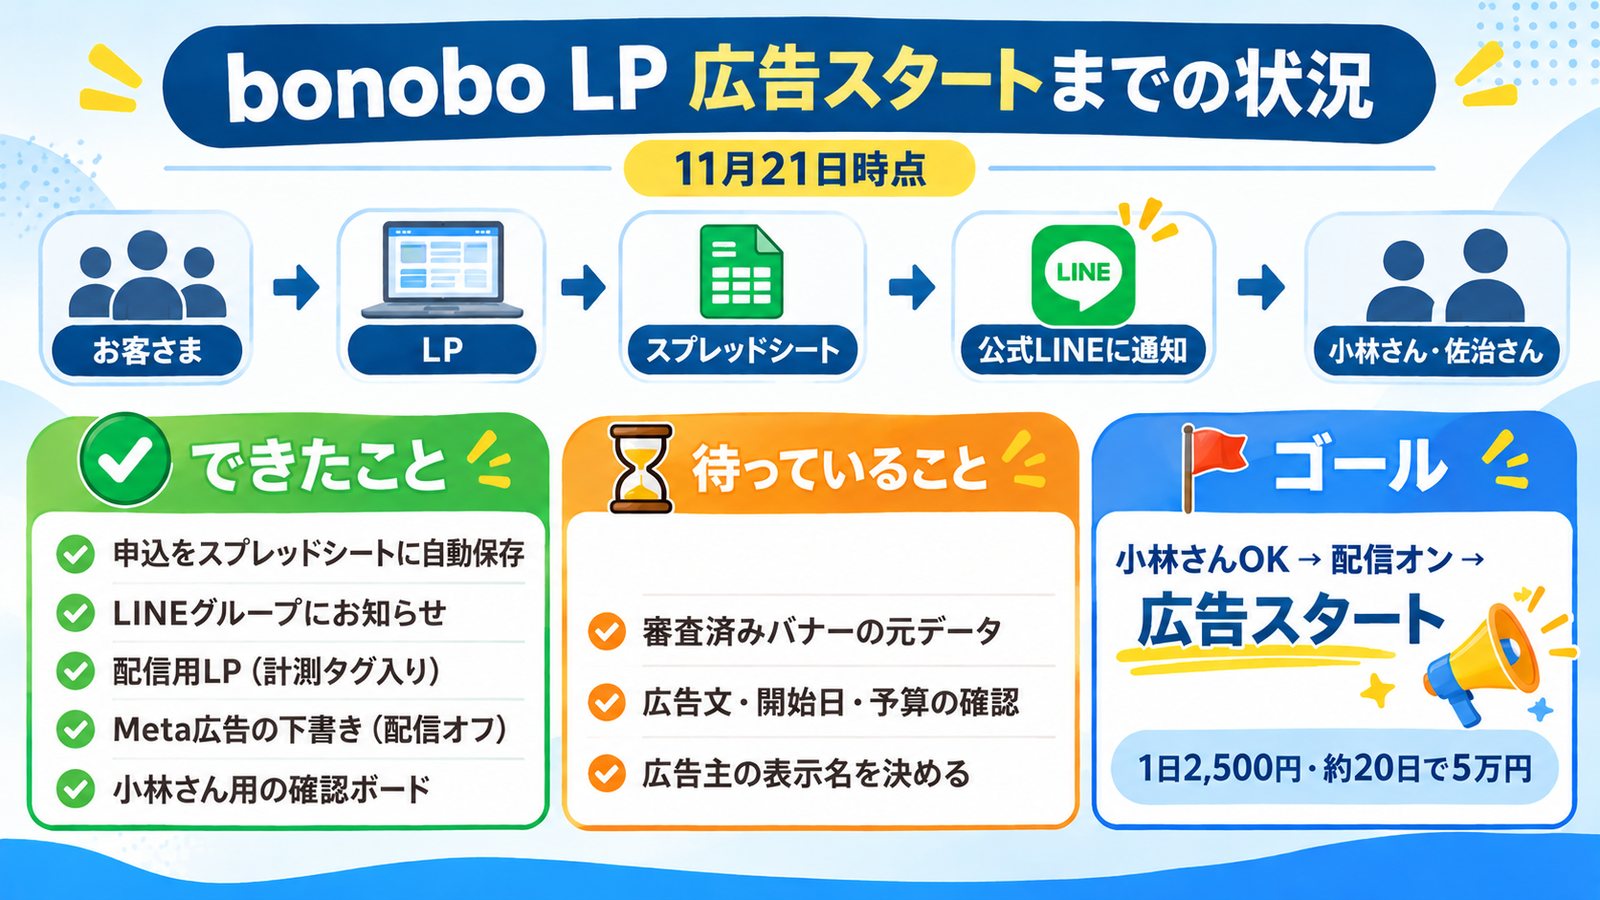 bonobo LP 広告スタートまでの状況
11月21日時点
お客さま
LP
スプレッドシート
LINE
公式LINEに通知
小林さん・佐治さん
できたこと
申込をスプレッドシートに自動保存
LINEグループにお知らせ
配信用LP（計測タグ入り）
Meta広告の下書き（配信オフ）
小林さん用の確認ボード
待っていること
審査済みバナーの元データ
広告文・開始日・予算の確認
広告主の表示名を決める
ゴール
小林さんOK → 配信オン →
広告スタート
1日2,500円・約20日で5万円